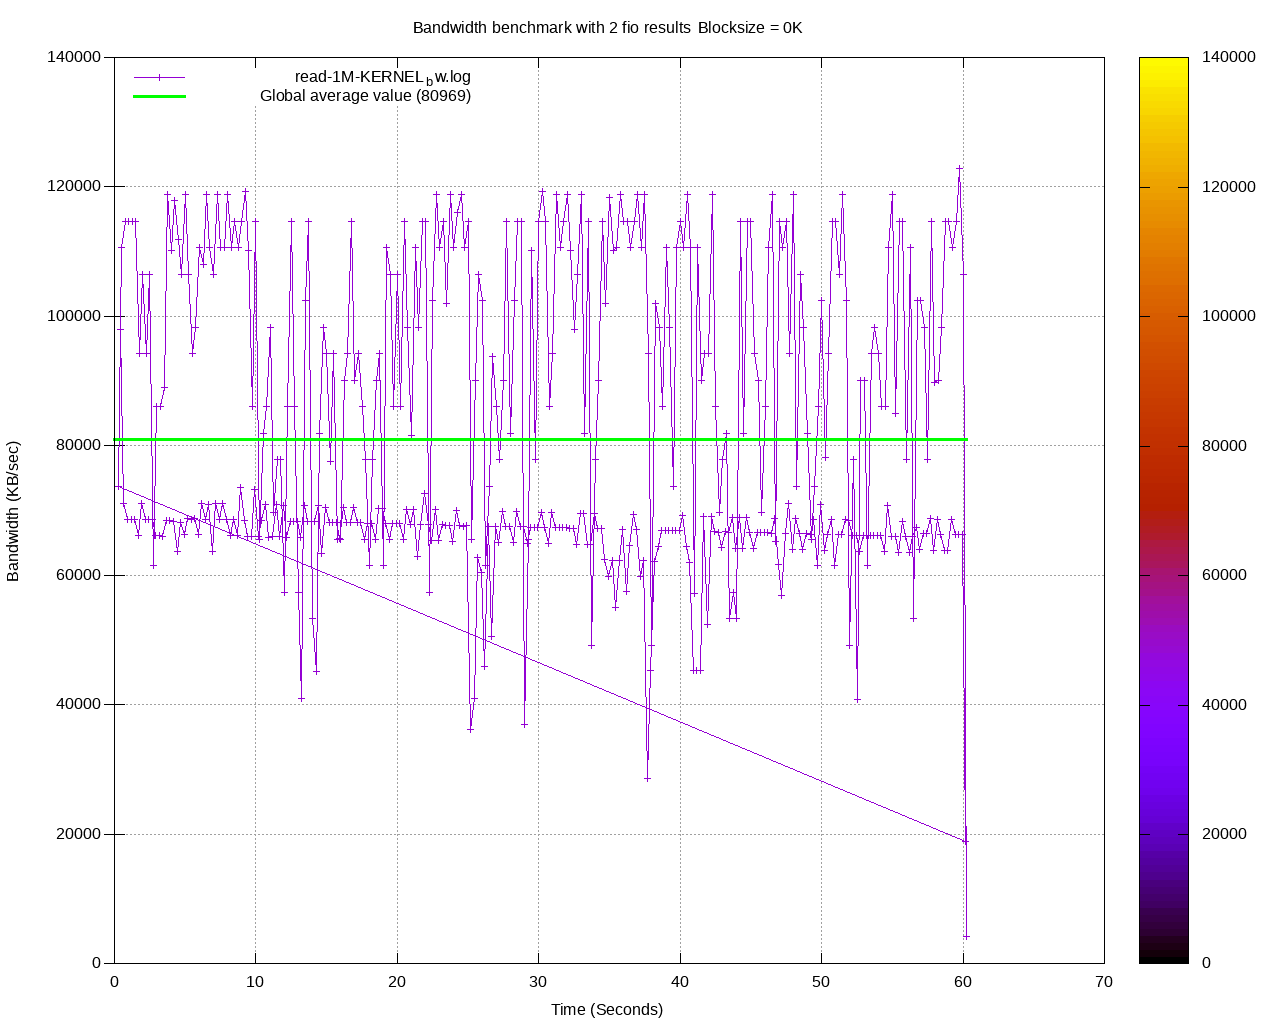 Bandwidth benchmark with 2 fio results Blocksize = 0K
140000
120000
100000
80000
60000
40000
20000
0
Bandwidth (KB/sec)
read-1M-KERNEL_bw.log
Global average value (80969)
0 10 20 30 40 50 60 70
Time (Seconds)
140000
120000
100000
80000
60000
40000
20000
0